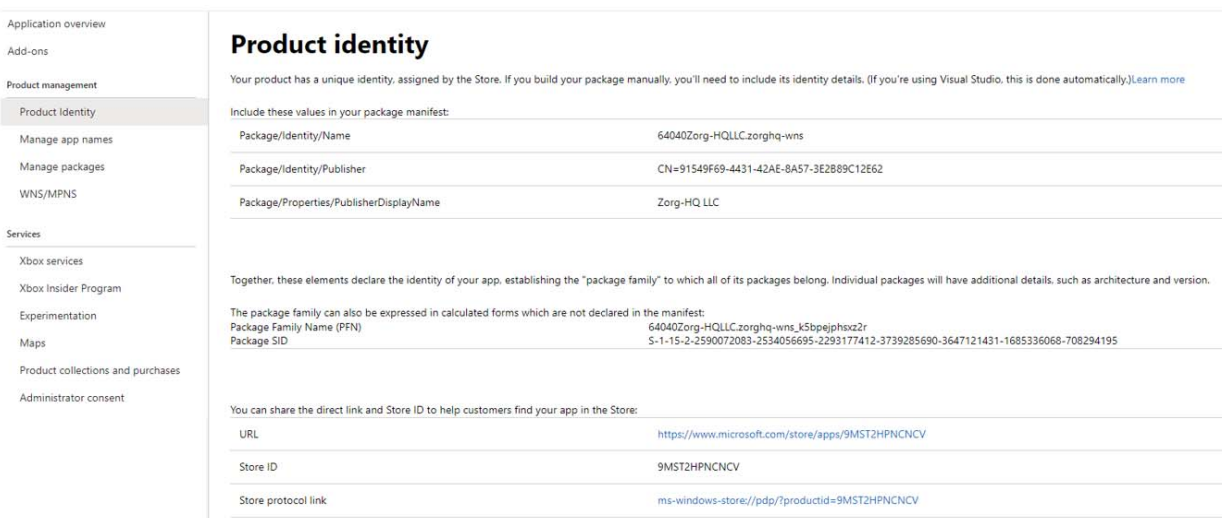 Application overview
Add-ons
Product management
Product Identity
Manage app names
Manage packages
WNS/MPNS
Services
Xbox services
Xbox Insider Program
Experimentation
Maps
Product collections and purchases
Administrator consent
Product identity
Your product has a unique identity, assigned by the Store. If you build your package manually, you'll need to include its identity details. (If you're using Visual Studio, this is done automatically.)Learn more
Include these values in your package manifest:
Package/Identity/Name 64040Zorg-HQLLC.zorghq-wns
Package/Identity/Publisher CN=91549F69-4431-42AE-8A57-3E2B89C12E62
Package/Properties/PublisherDisplayName Zorg-HQ LLC
Together, these elements declare the identity of your app, establishing the "package family" to which all of its packages belong. Individual packages will have additional details, such as architecture and version.
The package family can also be expressed in calculated forms which are not declared in the manifest:
Package Family Name (PFN) 64040Zorg-HQLLC.zorghq-wns_k5bpejphsxz2r
Package SID S-1-15-2-2590072083-2534056695-2293177412-3739285690-3647121431-1685336068-708294195
You can share the direct link and Store ID to help customers find your app in the Store:
URL https://www.microsoft.com/store/apps/9MST2HPNCNCV
Store ID 9MST2HPNCNCV
Store protocol link ms-windows-store://pdp/?productid=9MST2HPNCNCV